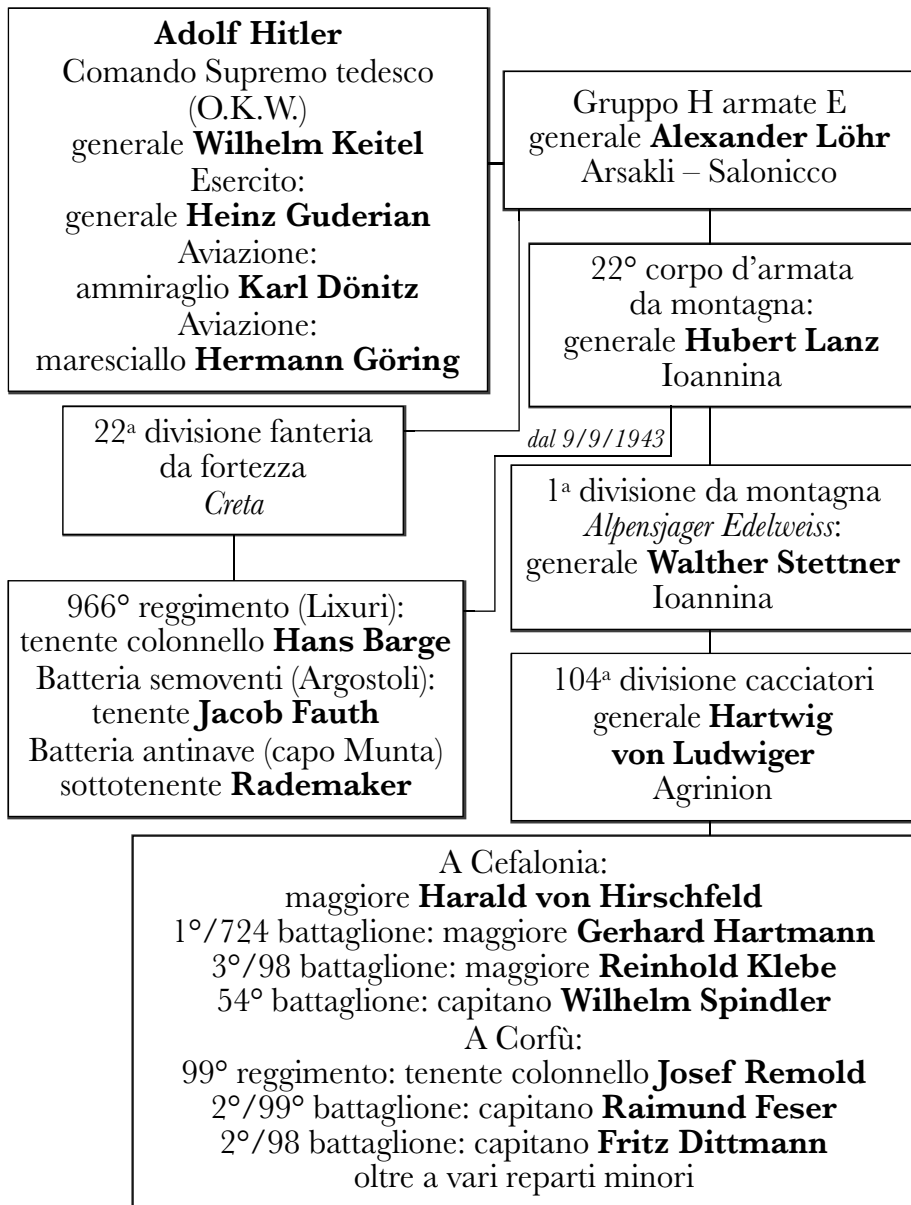 Adolf Hitler
Comando Supremo tedesco
(O.K.W.)
generale Wilhelm Keitel
Esercito:
generale Heinz Guderian
Aviazione:
ammiraglio Karl Dönitz
Aviazione:
maresciallo Hermann Göring
Gruppo H armate E
generale Alexander Löhr
Arsakli – Salonicco
22° corpo d'armata
da montagna:
generale Hubert Lanz
Ioannina
22ª divisione fanteria
da fortezza
Creta
dal 9/9/1943
1ª divisione da montagna
Alpensjager Edelweiss:
generale Walther Stettner
Ioannina
966° reggimento (Lixuri):
tenente colonnello Hans Barge
Batteria semoventi (Argostoli):
tenente Jacob Fauth
Batteria antinave (capo Munta)
sottotenente Rademaker
104ª divisione cacciatori
generale Hartwig
von Ludwiger
Agrinion
A Cefalonia:
maggiore Harald von Hirschfeld
1°/724 battaglione: maggiore Gerhard Hartmann
3°/98 battaglione: maggiore Reinhold Klebe
54° battaglione: capitano Wilhelm Spindler
A Corfù:
99° reggimento: tenente colonnello Josef Remold
2°/99° battaglione: capitano Raimund Feser
2°/98 battaglione: capitano Fritz Dittmann
oltre a vari reparti minori